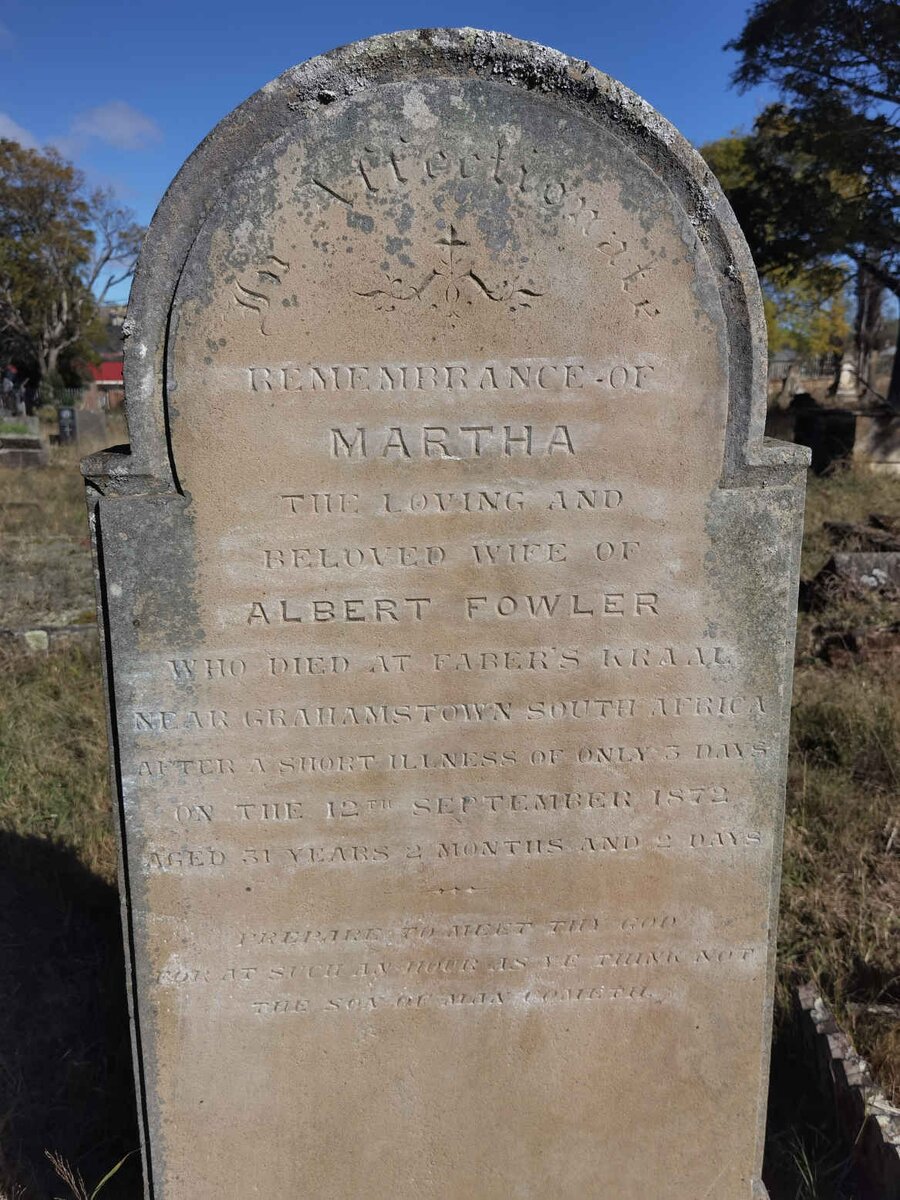 In Affectionate
REMEMBRANCE·OF
MARTHA
THE LOVING AND
BELOVED WIFE OF
ALBERT FOWLER
WHO DIED AT FABER'S KRAAL
NEAR GRAHAMSTOWN SOUTH AFRICA
AFTER A SHORT ILLNESS OF ONLY 3 DAYS
ON THE 12TH SEPTEMBER 1872
AGED 31 YEARS 2 MONTHS AND 2 DAYS
PREPARE TO MEET THY GOD
FOR AT SUCH AN HOUR AS YE THINK NOT
THE SON OF MAN COMETH.